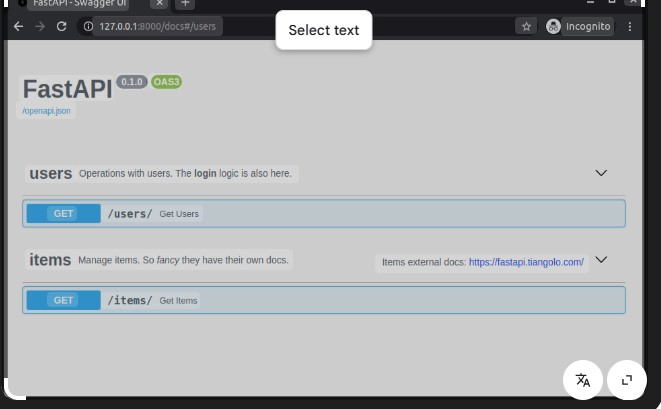 FastAPI - Swagger UI
127.0.0.1:8000/docs#/users
Select text
Incognito
FastAPI 0.1.0 OAS3
/openapi.json
users Operations with users. The login logic is also here.
GET /users/ Get Users
items Manage items. So fancy they have their own docs. Items external docs: https://fastapi.tiangolo.com/
GET /items/ Get Items